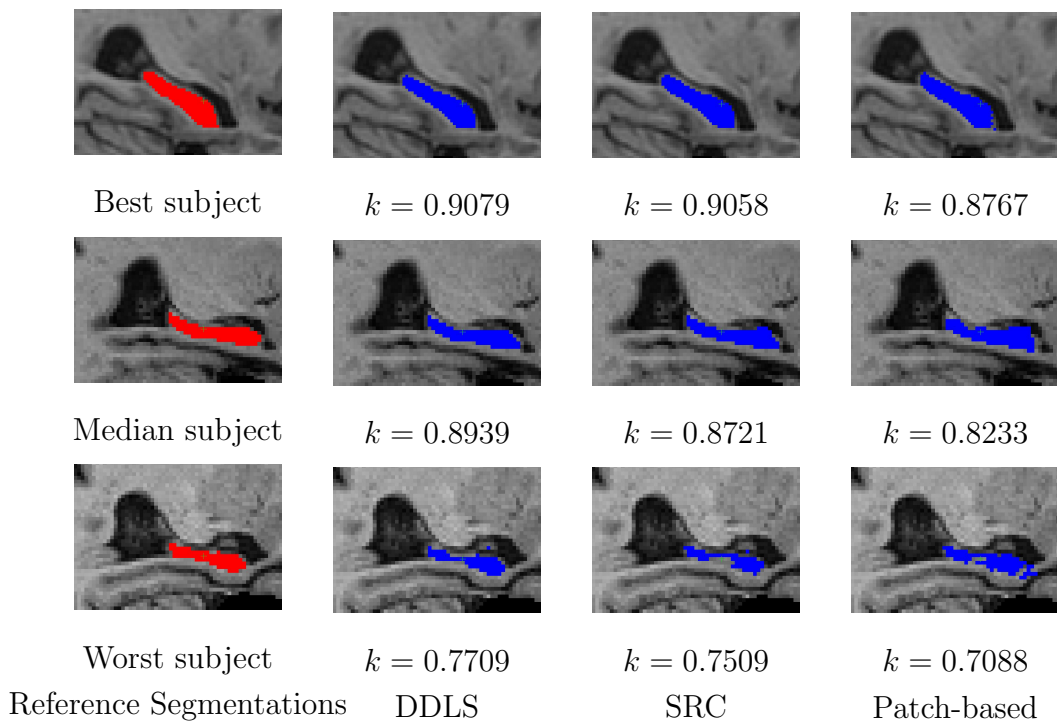 Best subject k = 0.9079 k = 0.9058 k = 0.8767
Median subject k = 0.8939 k = 0.8721 k = 0.8233
Worst subject k = 0.7709 k = 0.7509 k = 0.7088
Reference Segmentations DDLS SRC Patch-based